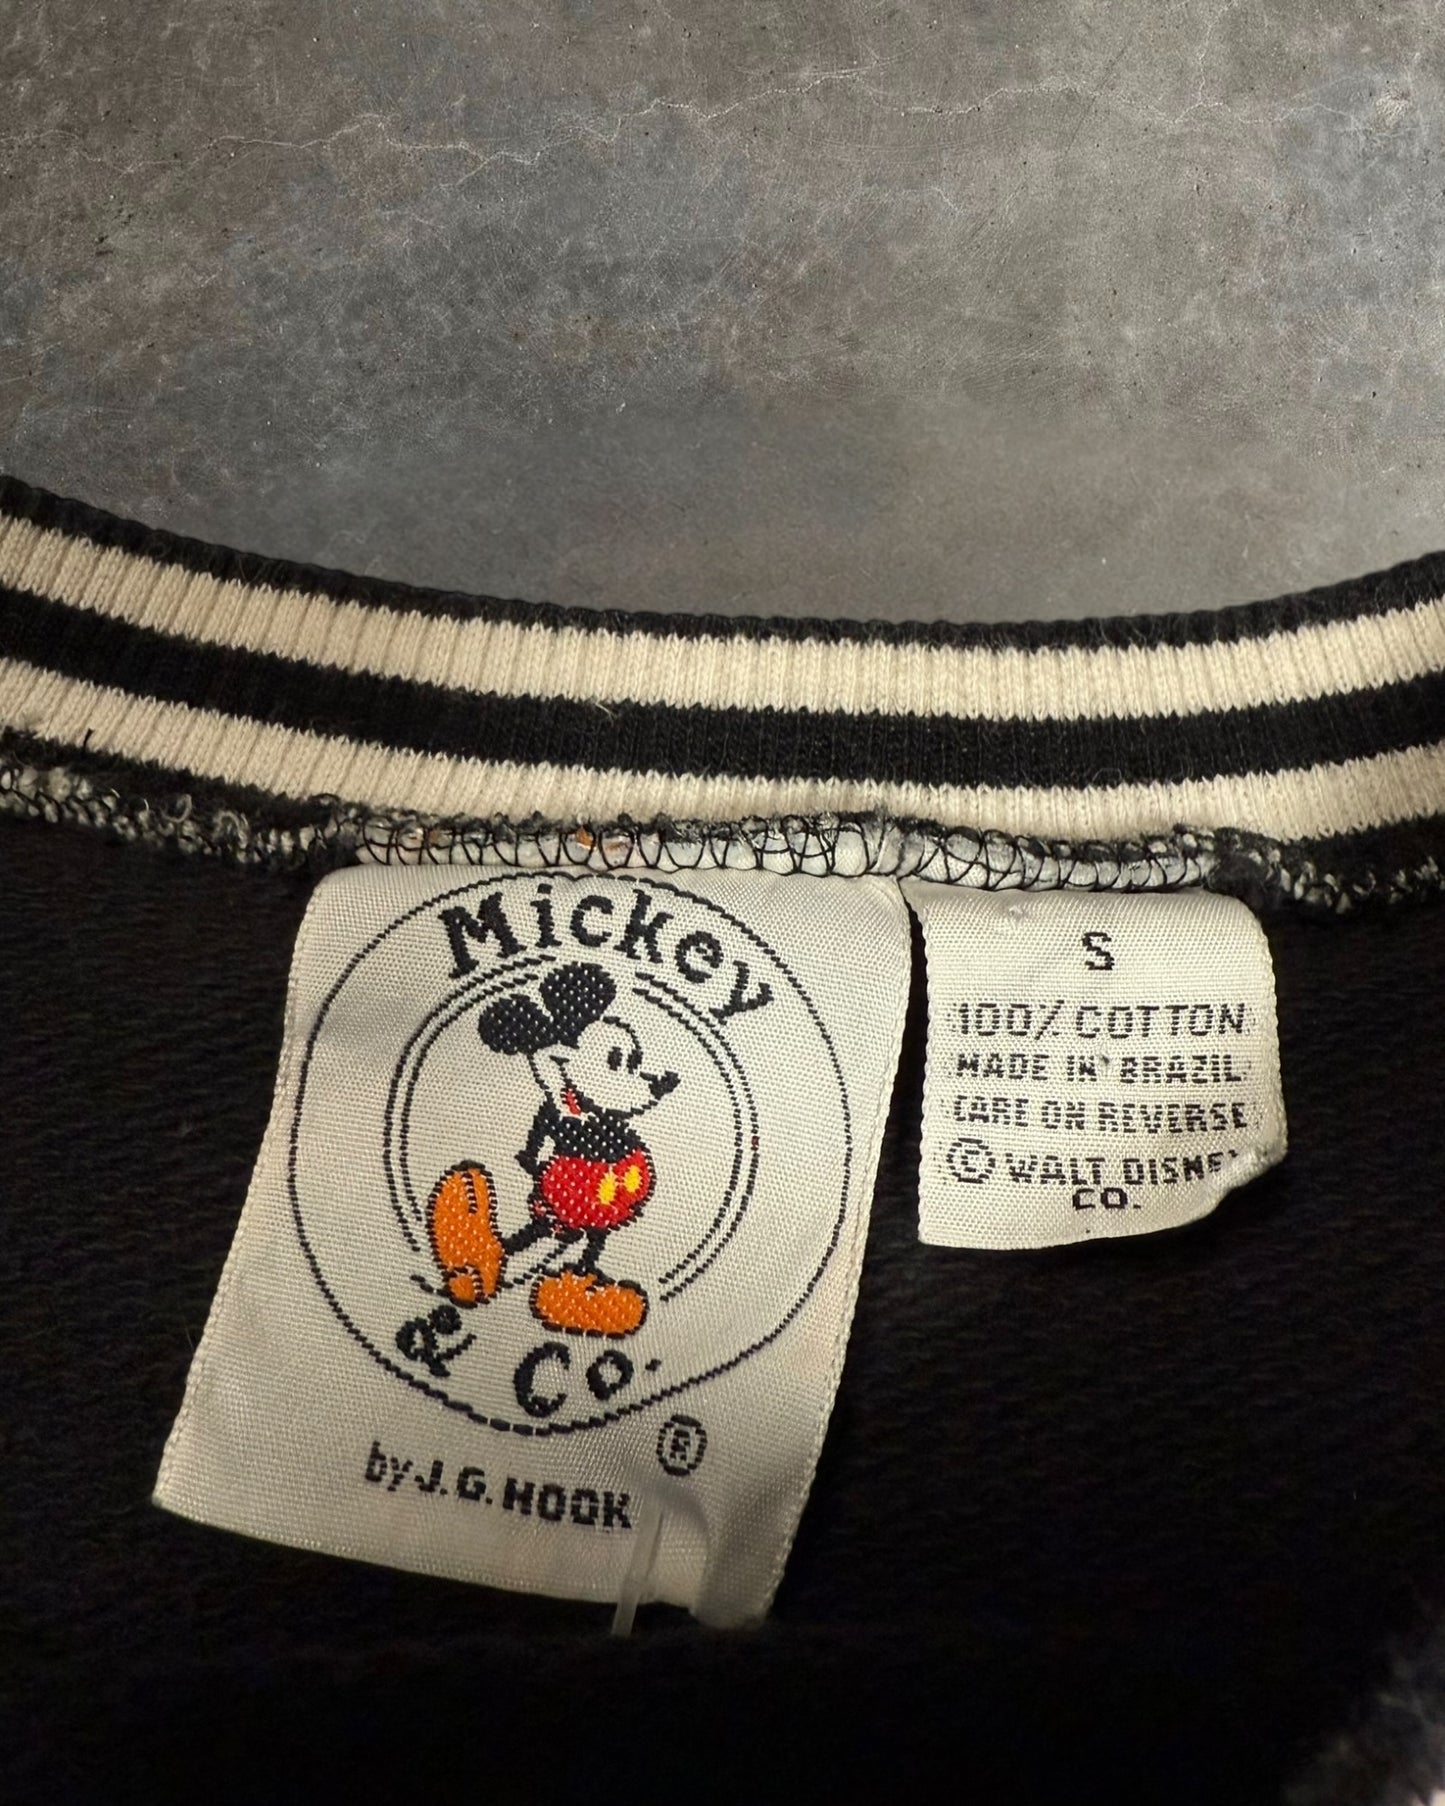 Mickey
& Co.
®
by J.G. HOOK
S
100% COTTON
MADE IN BRAZIL
CARE ON REVERSE
© WALT DISNEY
CO.